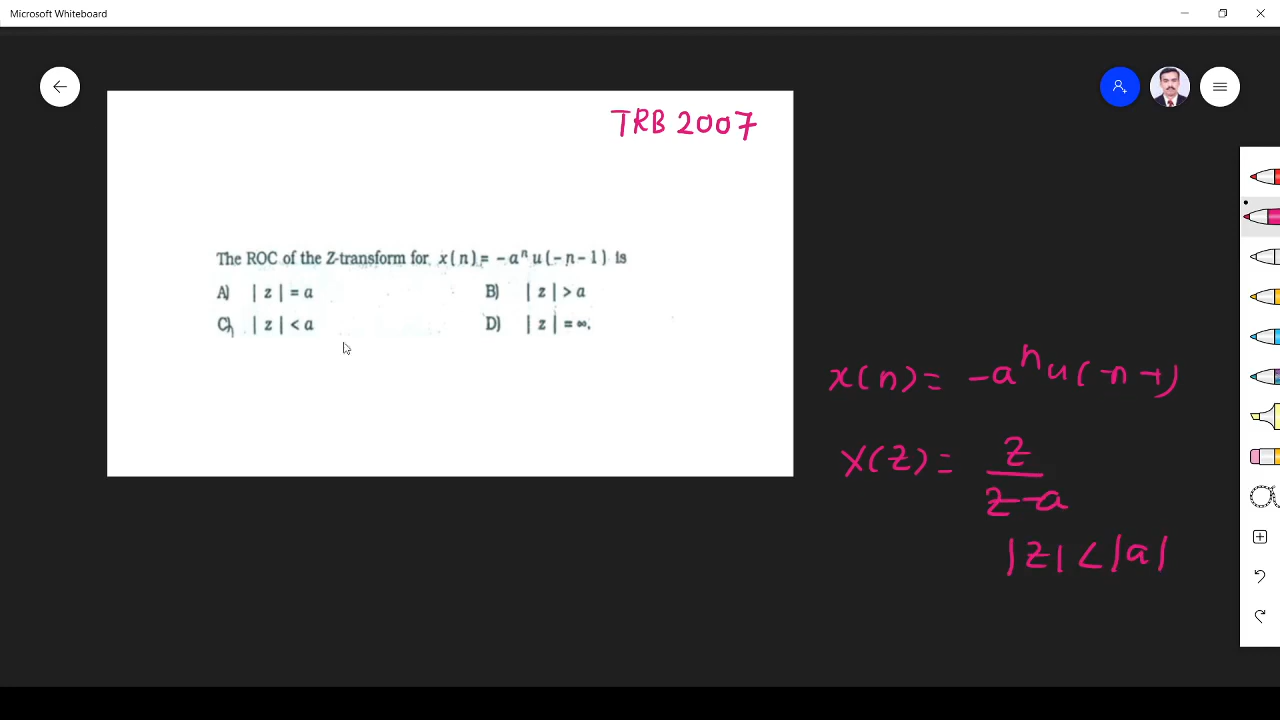 Microsoft Whiteboard
TRB 2007
The ROC of the Z-transform for x(n) = -aⁿ u(-n-1) is
A) |z| = a
B) |z| > a
C) |z| < a
D) |z| = ∞.
x(n) = -aⁿu(-n-1)
X(Z) = z
z-a
|z| < |a|